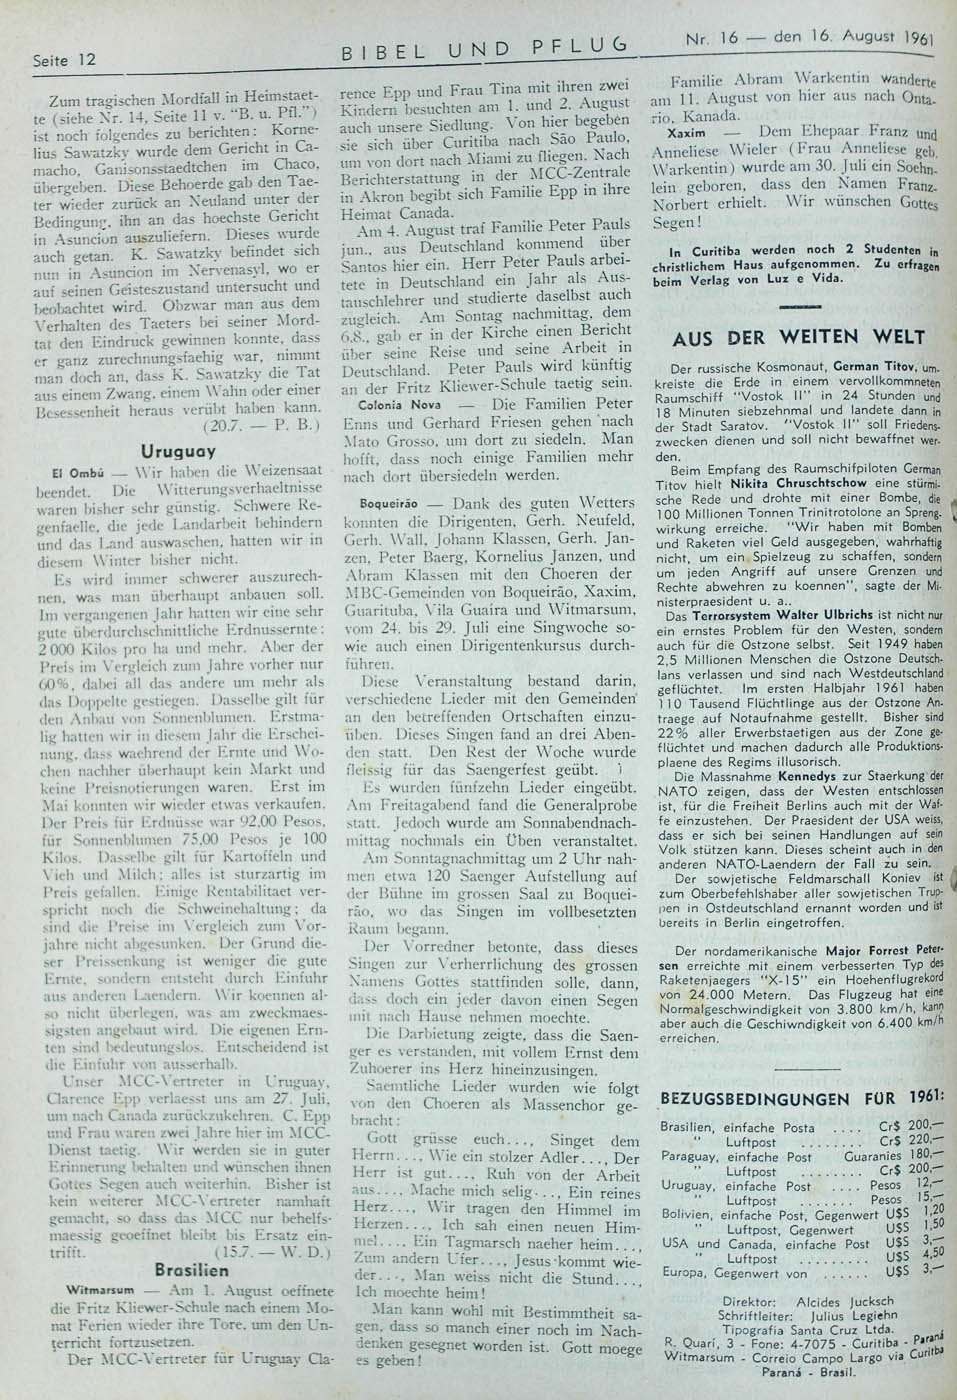 Seite 12
BIBEL UND PFLUG
Nr. 16 — den 16. August 1961
Zum tragischen Mordfall in Heimstaet-
te (siehe Nr. 14, Seite 11 v. "B. u. Pfl.")
ist noch folgendes zu berichten: Korne-
lius Sawatzky wurde dem Gericht in Ca-
macho, Ganisonsstaedtchen im Chaco,
übergeben. Diese Behoerde gab den Tae-
ter wieder zurück an Neuland unter der
Bedingung, ihn an das hoechste Gericht
in Asuncion auszuliefern. Dieses wurde
auch getan. K. Sawatzky befindet sich
nun in Asuncion im Nervenasyl, wo er
auf seinen Geisteszustand untersucht und
beobachtet wird. Obzwar man aus dem
Verhalten des Taeters bei seiner Mord-
tat den Eindruck gewinnen konnte, dass
er ganz zurechnungsfaehig war, nimmt
man doch an, dass K. Sawatzky die Tat
aus einem Zwang, einem Wahn oder einer
Besessenheit heraus verübt haben kann.
(20.7. — P. B.)
Uruguay
El Ombú — Wir haben die Weizensaat
beendet. Die Witterungsverhaeltnisse
waren bisher sehr günstig. Schwere Re-
genfaelle, die jede Landarbeit behindern
und das Land auswaschen, hatten wir in
diesem Winter bisher nicht.
Es wird immer schwerer auszurech-
nen, was man überhaupt anbauen soll.
Im vergangenen Jahr hatten wir eine sehr
gute überdurchschnittliche Erdnussernte:
2 000 Kilos pro ha und mehr. Aber der
Preis im Vergleich zum Jahre vorher nur
60%, dabei all das andere um mehr als
das Doppelte gestiegen. Dasselbe gilt für
den Anbau von Sonnenblumen. Erstma-
lig hatten wir in diesem Jahr die Erschei-
nung, dass waehrend der Ernte und Wo-
chen nachher überhaupt kein Markt und
keine Preisnotierungen waren. Erst im
Mai konnten wir wieder etwas verkaufen.
Der Preis für Erdnüsse war 92,00 Pesos,
für Sonnenblumen 75,00 Pesos je 100
Kilos. Dasselbe gilt für Kartoffeln und
Vieh und Milch; alles ist sturzartig im
Preis gefallen. Einige Rentabilitaet ver-
spricht noch die Schweinehaltung; da
sind die Preise im Vergleich zum Vor-
jahre nicht abgesunken. Der Grund die-
ser Preissenkung ist weniger die gute
Ernte, sondern entsteht durch Einfuhr
aus anderen Laendern. Wir koennen al-
so nicht überlegen, was am zweckmaes-
sigsten angebaut wird. Die eigenen Ern-
ten sind bedeutungslos. Entscheidend ist
die Einfuhr von ausserhalb.
Unser MCC-Vertreter in Uruguay,
Clarence Epp verlaesst uns am 27. Juli,
um nach Canada zurückzukehren. C. Epp
und Frau waren zwei Jahre hier im MCC-
Dienst taetig. Wir werden sie in guter
Erinnerung behalten und wünschen ihnen
Gottes Segen auch weiterhin. Bisher ist
kein weiterer MCC-Vertreter namhaft
gemacht, so dass das MCC nur behelfs-
maessig geoeffnet bleibt bis Ersatz ein-
trifft. (15.7. — W. D.)
Brasilien
Witmarsum — Am 1. August oeffnete
die Fritz Kliewer-Schule nach einem Mo-
nat Ferien wieder ihre Tore, um den Un-
terricht fortzusetzen.
Der MCC-Vertreter für Uruguay Cla-
rence Epp und Frau Tina mit ihren zwei
Kindern besuchten am 1. und 2. August
auch unsere Siedlung. Von hier begeben
sie sich über Curitiba nach São Paulo,
um von dort nach Miami zu fliegen. Nach
Berichterstattung in der MCC-Zentrale
in Akron begibt sich Familie Epp in ihre
Heimat Canada.
Am 4. August traf Familie Peter Pauls
jun., aus Deutschland kommend über
Santos hier ein. Herr Peter Pauls arbei-
tete in Deutschland ein Jahr als Aus-
tauschlehrer und studierte daselbst auch
zugleich. Am Sontag nachmittag, dem
6.8., gab er in der Kirche einen Bericht
über seine Reise und seine Arbeit in
Deutschland. Peter Pauls wird künftig
an der Fritz Kliewer-Schule taetig sein.
Colonia Nova — Die Familien Peter
Enns und Gerhard Friesen gehen nach
Mato Grosso, um dort zu siedeln. Man
hofft, dass noch einige Familien mehr
nach dort übersiedeln werden.
Boqueirão — Dank des guten Wetters
konnten die Dirigenten, Gerh. Neufeld,
Gerh. Wall, Johann Klassen, Gerh. Jan-
zen, Peter Baerg, Kornelius Janzen, und
Abram Klassen mit den Choeren der
MBC-Gemeinden von Boqueirão, Xaxim,
Guarituba, Vila Guaira und Witmarsum,
vom 24. bis 29. Juli eine Singwoche so-
wie auch einen Dirigentenkursus durch-
führen.
Diese Veranstaltung bestand darin,
verschiedene Lieder mit den Gemeinden
an den betreffenden Ortschaften einzu-
üben. Dieses Singen fand an drei Aben-
den statt. Den Rest der Woche wurde
fleissig für das Saengerfest geübt.
Es wurden fünfzehn Lieder eingeübt.
Am Freitagabend fand die Generalprobe
statt. Jedoch wurde am Sonnabendnach-
mittag nochmals ein Üben veranstaltet.
Am Sonntagnachmittag um 2 Uhr nah-
men etwa 120 Saenger Aufstellung auf
der Bühne im grossen Saal zu Boquei-
rão, wo das Singen im vollbesetzten
Raum begann.
Der Vorredner betonte, dass dieses
Singen zur Verherrlichung des grossen
Namens Gottes stattfinden solle, dann,
dass doch ein jeder davon einen Segen
mit nach Hause nehmen moechte.
Die Darbietung zeigte, dass die Saen-
ger es verstanden, mit vollem Ernst dem
Zuhoerer ins Herz hineinzusingen.
Saemtliche Lieder wurden wie folgt
von den Choeren als Massenchor ge-
bracht:
Gott grüsse euch..., Singet dem
Herrn..., Wie ein stolzer Adler..., Der
Herr ist gut..., Ruh von der Arbeit
aus..., Mache mich selig..., Ein reines
Herz..., Wir tragen den Himmel im
Herzen..., Ich sah einen neuen Him-
mel... Ein Tagmarsch naeher heim...,
Zum andern Ufer..., Jesus kommt wie-
der..., Man weiss nicht die Stund...,
Ich moechte heim!
Man kann wohl mit Bestimmtheit sa-
gen, dass so manch einer noch im Nach-
denken gesegnet worden ist. Gott moege
es geben!
Familie Abram Warkentin wanderte
am 11. August von hier aus nach Onta-
rio, Kanada.
Xaxim — Dem Ehepaar Franz und
Anneliese Wieler (Frau Anneliese geb.
Warkentin) wurde am 30. Juli ein Soehn-
lein geboren, dass den Namen Franz-
Norbert erhielt. Wir wünschen Gottes
Segen!
In Curitiba werden noch 2 Studenten in
christlichem Haus aufgenommen. Zu erfragen
beim Verlag von Luz e Vida.
AUS DER WEITEN WELT
Der russische Kosmonaut, German Titov, um-
kreiste die Erde in einem vervollkommneten
Raumschiff "Vostok II" in 24 Stunden und
18 Minuten siebzehnmal und landete dann in
der Stadt Saratov. "Vostok II" soll Friedens-
zwecken dienen und soll nicht bewaffnet wer-
den.
Beim Empfang des Raumschifpiloten German
Titov hielt Nikita Chruschtschow eine stürmi-
sche Rede und drohte mit einer Bombe, die
100 Millionen Tonnen Trinitrotolone an Spreng-
wirkung erreiche. "Wir haben mit Bomben
und Raketen viel Geld ausgegeben, wahrhaftig
nicht, um ein Spielzeug zu schaffen, sondern
um jeden Angriff auf unsere Grenzen und
Rechte abwehren zu koennen", sagte der Mi-
nisterpraesident u. a..
Das Terrorsystem Walter Ulbrichs ist nicht nur
ein ernstes Problem für den Westen, sondern
auch für die Ostzone selbst. Seit 1949 haben
2,5 Millionen Menschen die Ostzone Deutsch-
lans verlassen und sind nach Westdeutschland
geflüchtet. Im ersten Halbjahr 1961 haben
110 Tausend Flüchtlinge aus der Ostzone An-
traege auf Notaufnahme gestellt. Bisher sind
22% aller Erwerbstaetigen aus der Zone ge-
flüchtet und machen dadurch alle Produktions-
plaene des Regims illusorisch.
Die Massnahme Kennedys zur Staerkung der
NATO zeigen, dass der Westen entschlossen
ist, für die Freiheit Berlins auch mit der Waf-
fe einzustehen. Der Praesident der USA weiss,
dass er sich bei seinen Handlungen auf sein
Volk stützen kann. Dieses scheint auch in den
anderen NATO-Laendern der Fall zu sein.
Der sowjetische Feldmarschall Koniev ist
zum Oberbefehlshaber aller sowjetischen Trup-
pen in Ostdeutschland ernannt worden und ist
bereits in Berlin eingetroffen.
Der nordamerikanische Major Forrest Peter-
sen erreichte mit einem verbesserten Typ des
Raketenjaegers "X-15" ein Hoehenflugrekord
von 24.000 Metern. Das Flugzeug hat eine
Normalgeschwindigkeit von 3.800 km/h, kann
aber auch die Geschiwndigkeit von 6.400 km/h
erreichen.
BEZUGSBEDINGUNGEN FÜR 1961:
Brasilien, einfache Posta .... Cr$ 200,—
" Luftpost ........ Cr$ 220,—
Paraguay, einfache Post Guaranies 180,—
" Luftpost ........ Cr$ 200,—
Uruguay, einfache Post .... Pesos 12,—
" Luftpost ........ Pesos 15,—
Bolivien, einfache Post, Gegenwert U$S 1,20
" Luftpost, Gegenwert U$S 1,50
USA und Canada, einfache Post U$S 3,—
" Luftpost ......... U$S 4,50
Europa, Gegenwert von ...... U$S 3,—
Direktor: Alcides Jucksch
Schriftleiter: Julius Legiehn
Tipografia Santa Cruz Ltda.
R. Quari, 3 - Fone: 4-7075 - Curitiba - Paraná
Witmarsum - Correio Campo Largo via Curitba
Paraná - Brasil.